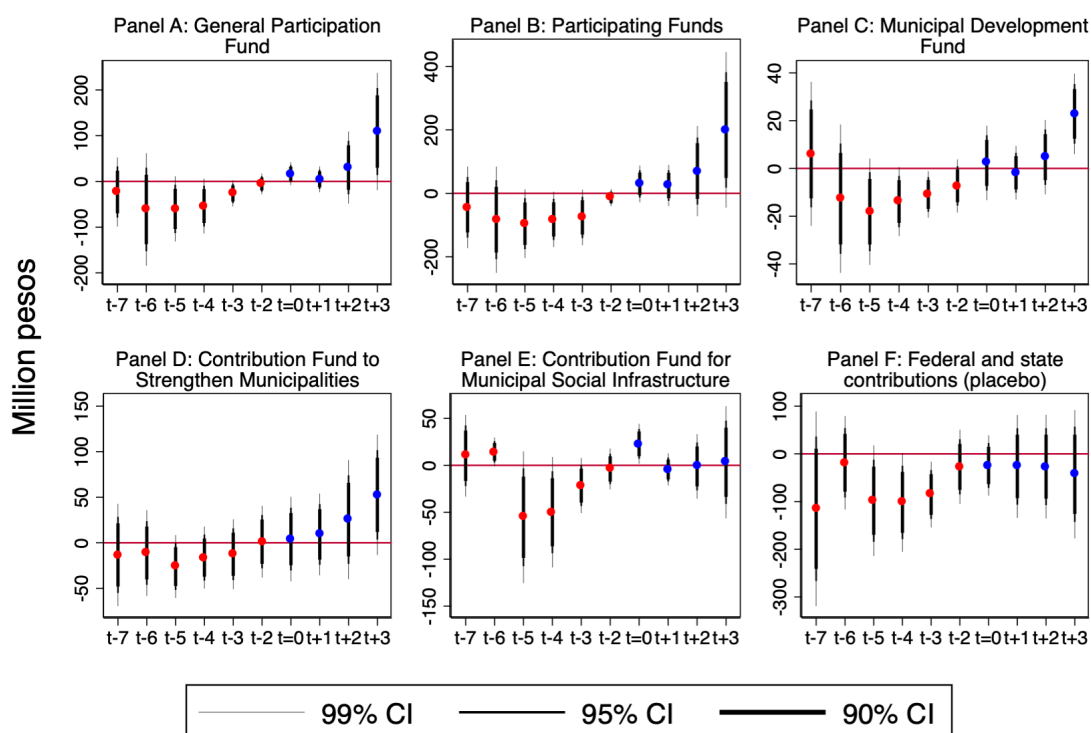 Million pesos
Panel A: General Participation
Fund
200
100
0
-100
-200
t-7 t-6 t-5 t-4 t-3 t-2 t=0 t+1 t+2 t+3
Panel B: Participating Funds
400
200
0
-200
t-7 t-6 t-5 t-4 t-3 t-2 t=0 t+1 t+2 t+3
Panel C: Municipal Development
Fund
40
20
0
-20
-40
t-7 t-6 t-5 t-4 t-3 t-2 t=0 t+1 t+2 t+3
Panel D: Contribution Fund to
Strengthen Municipalities
150
100
50
0
-50
t-7 t-6 t-5 t-4 t-3 t-2 t=0 t+1 t+2 t+3
Panel E: Contribution Fund for
Municipal Social Infrastructure
50
0
-50
-100
-150
t-7 t-6 t-5 t-4 t-3 t-2 t=0 t+1 t+2 t+3
Panel F: Federal and state
contributions (placebo)
100
0
-100
-200
-300
t-7 t-6 t-5 t-4 t-3 t-2 t=0 t+1 t+2 t+3
99% CI 95% CI 90% CI